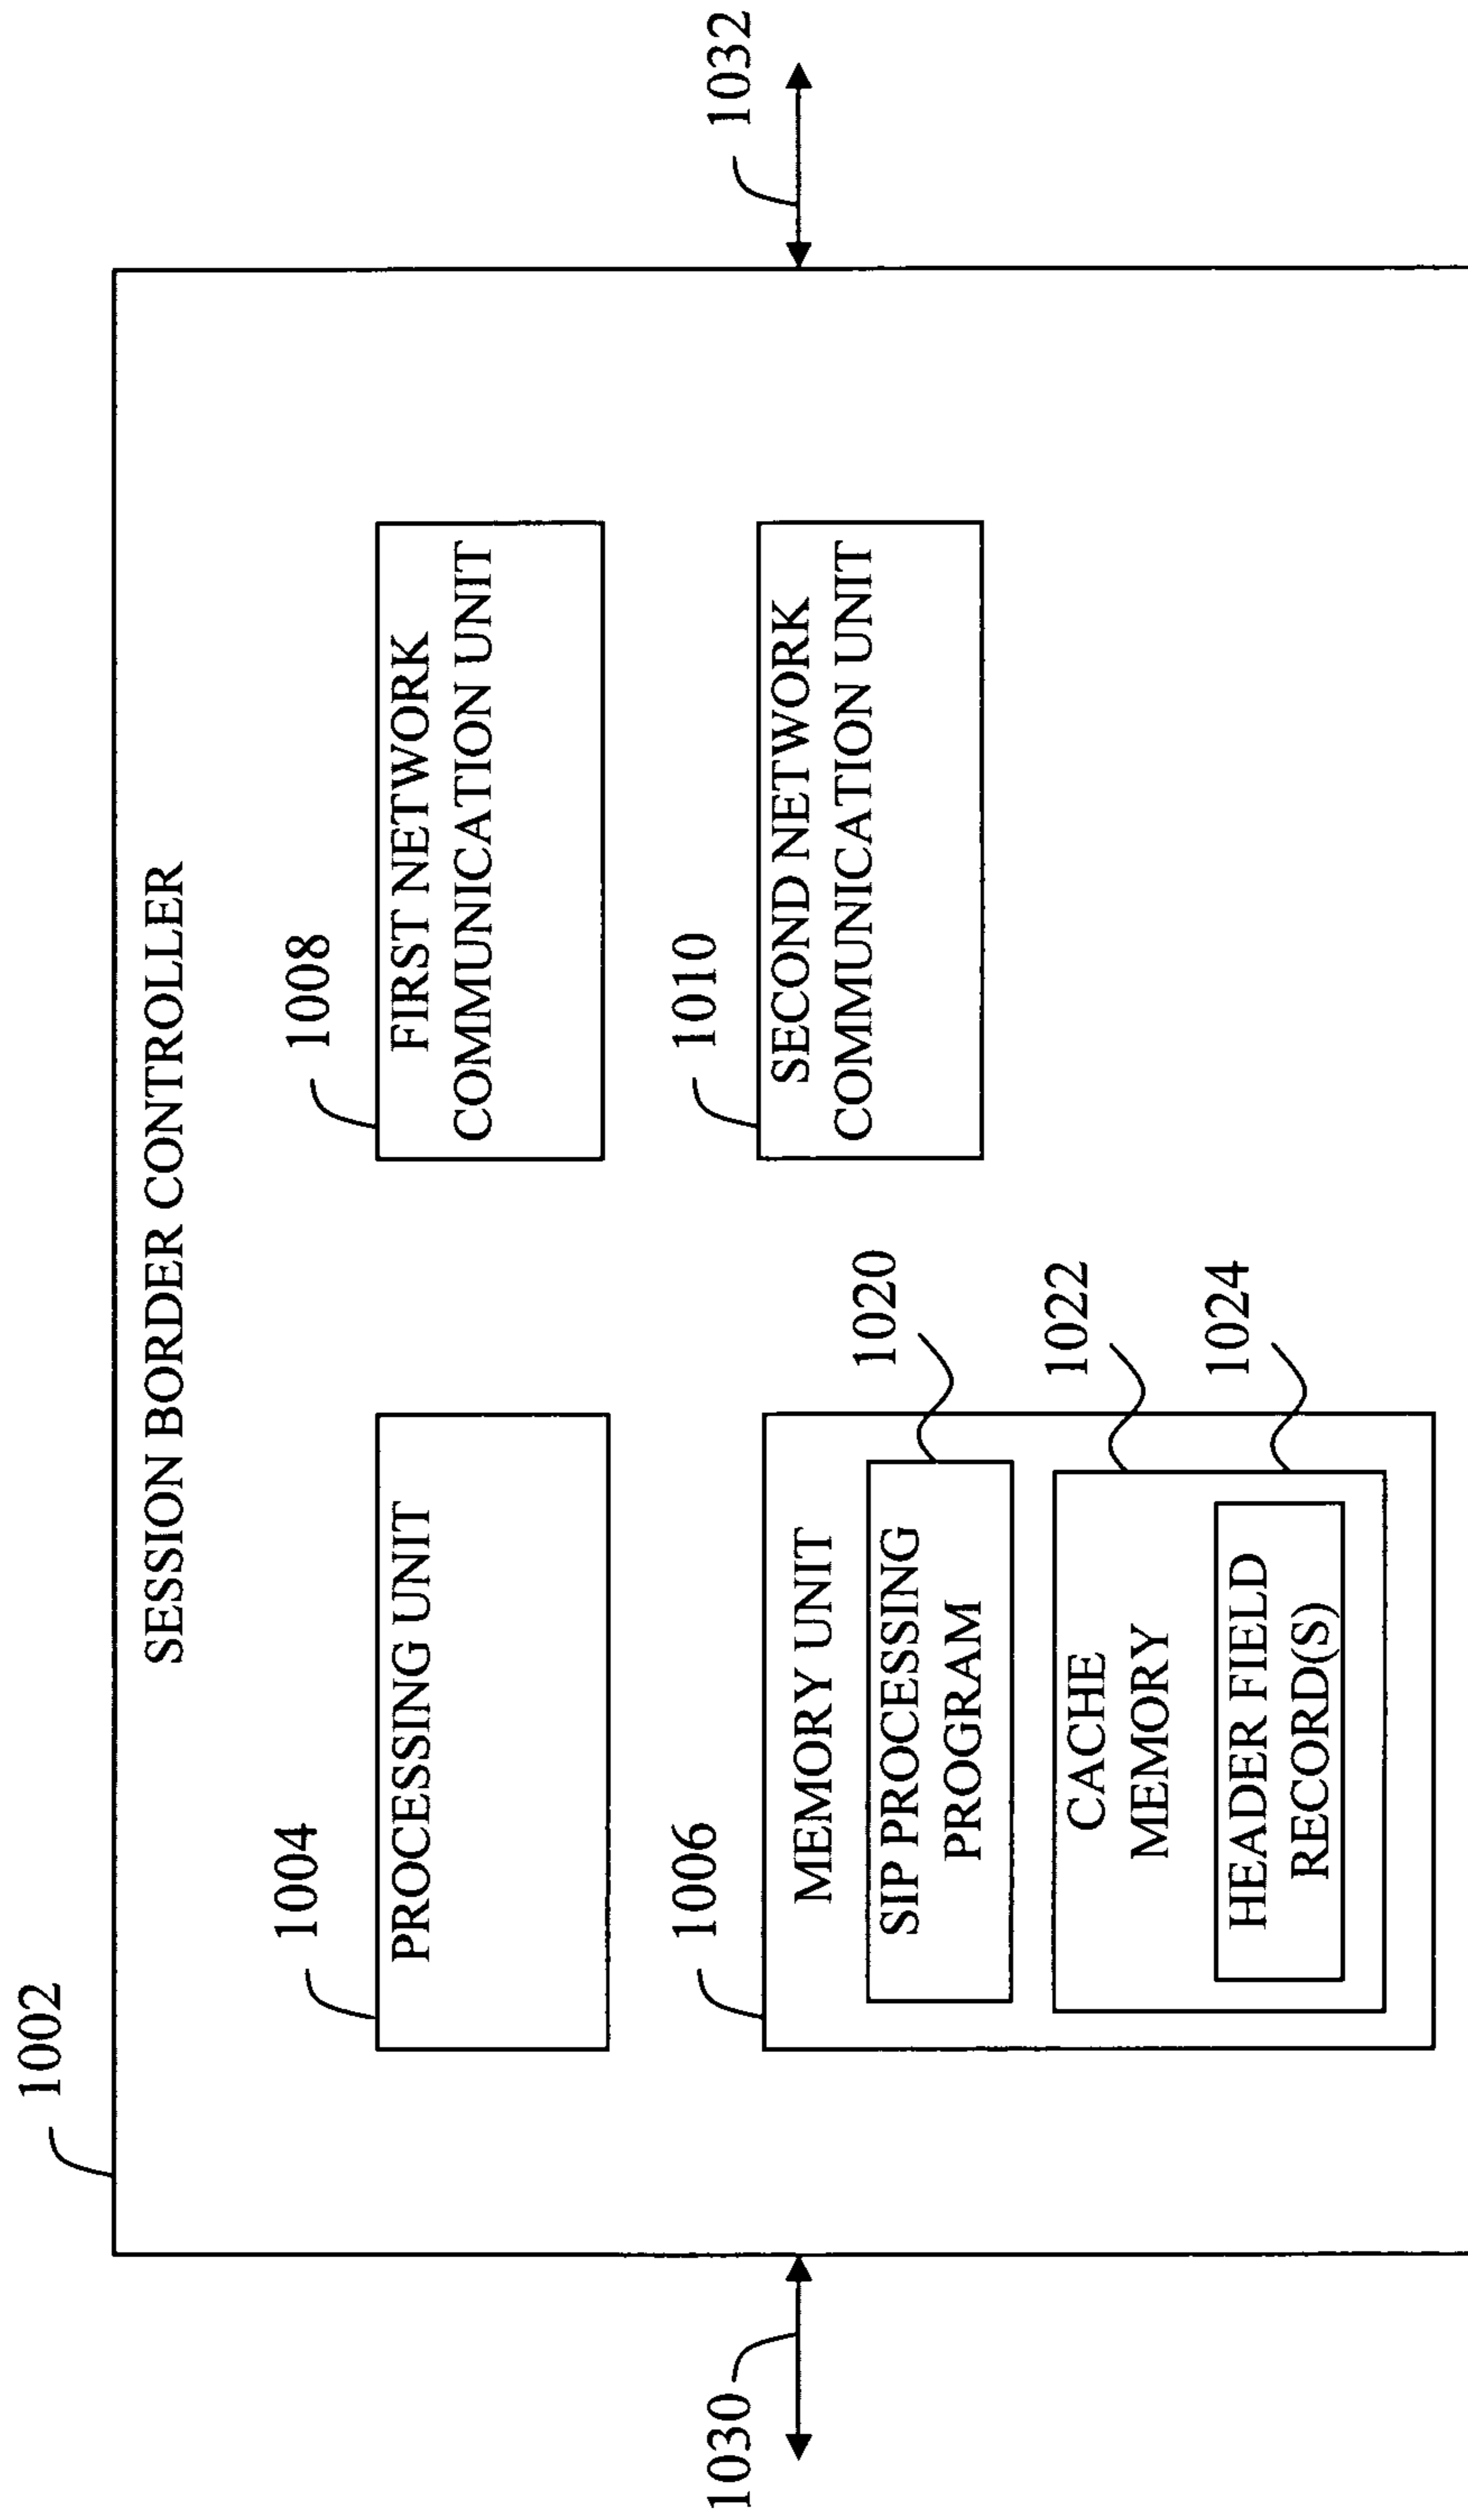 1002
SESSION BORDER CONTROLLER
1004
PROCESSING UNIT
1008
FIRST NETWORK
COMMUNICATION UNIT
1006
MEMORY UNIT
SIP PROCESSING
PROGRAM
1020
CACHE
MEMORY
1022
HEADER FIELD
RECORD(S)
1024
1010
SECOND NETWORK
COMMUNICATION UNIT
1030
1032